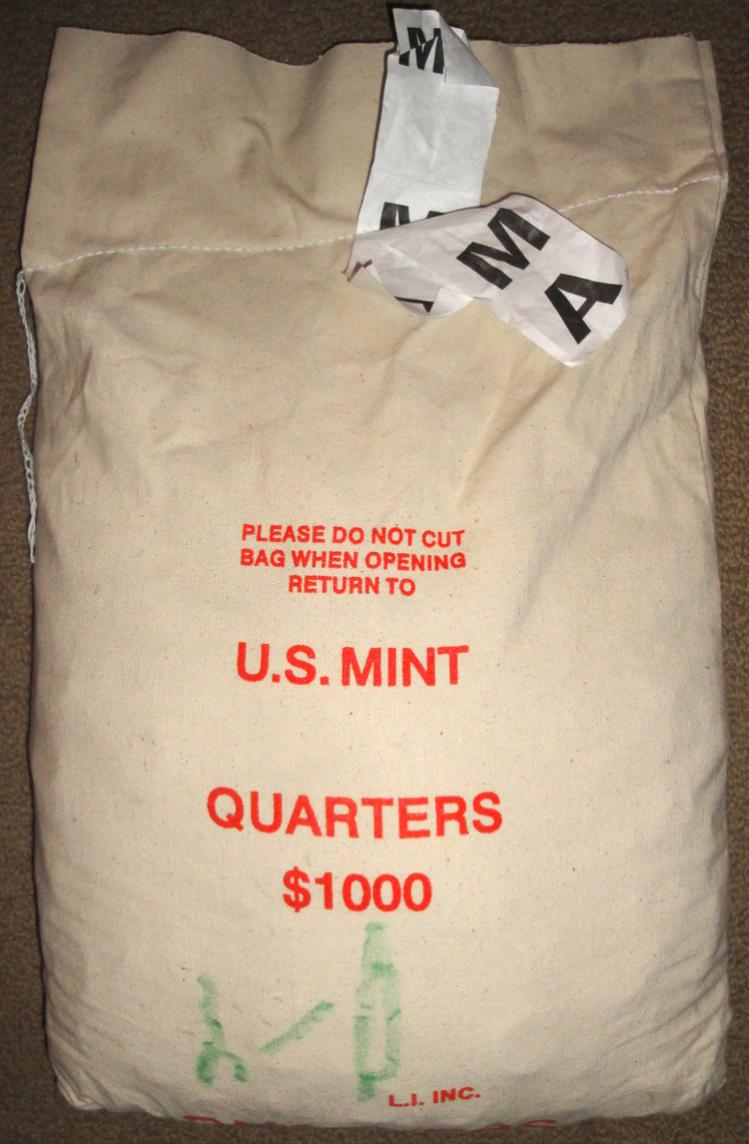 M
M
M
A
PLEASE DO NOT CUT
BAG WHEN OPENING
RETURN TO
U.S. MINT
QUARTERS
$1000
L.I. INC.